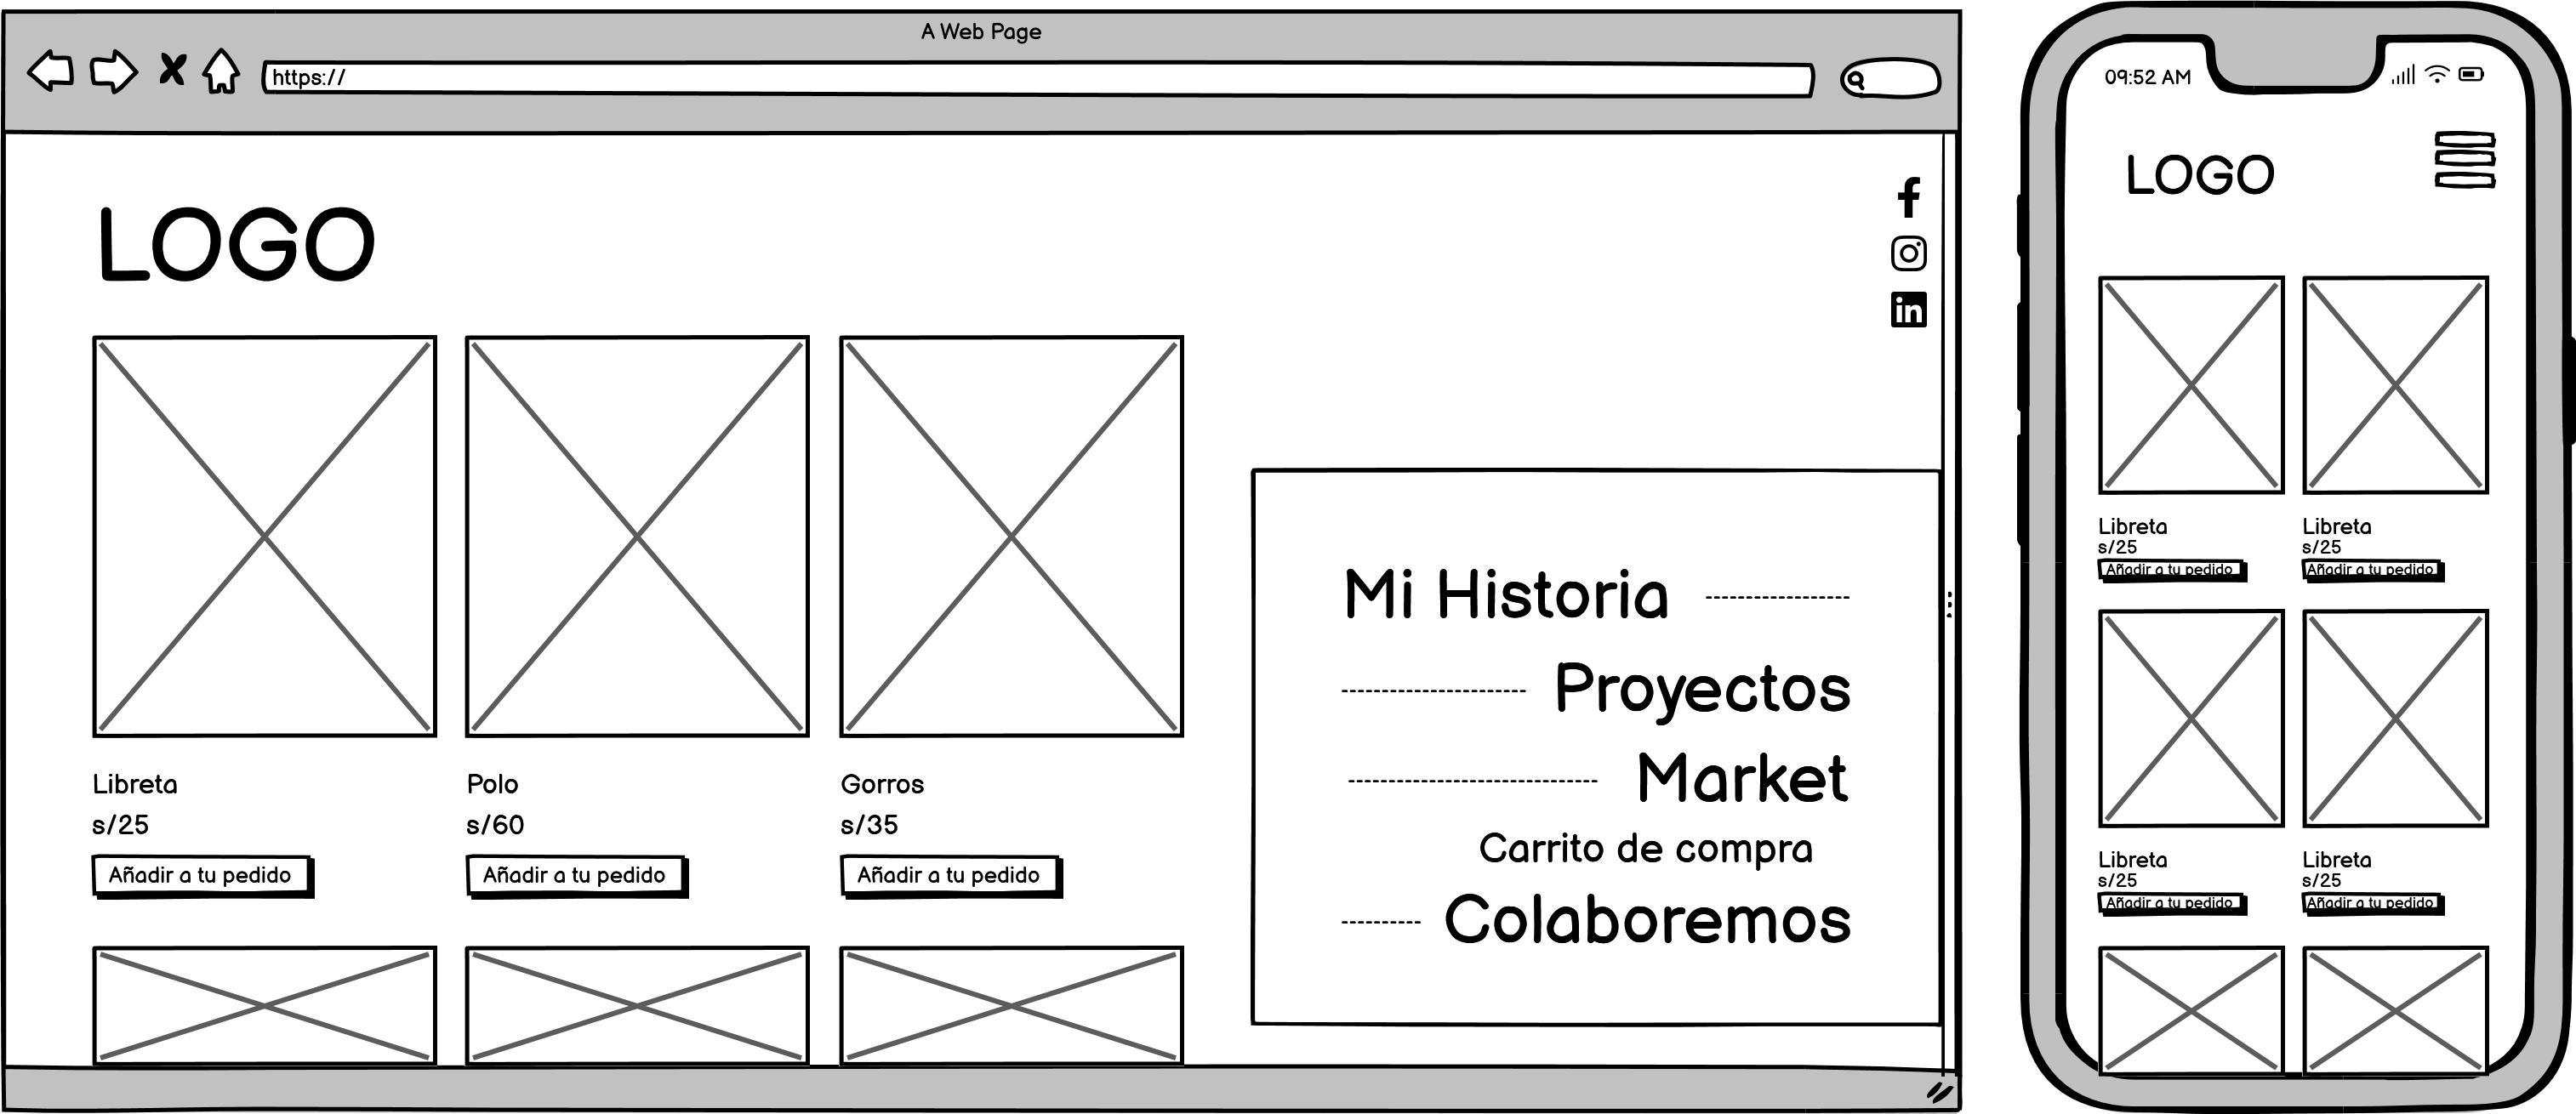 A Web Page
https://
LOGO
Libreta
s/25
Añadir a tu pedido
Polo
s/60
Añadir a tu pedido
Gorros
s/35
Añadir a tu pedido
Mi Historia
Proyectos
Market
Carrito de compra
Colaboremos
09:52 AM
LOGO
Libreta
s/25
Añadir a tu pedido
Libreta
s/25
Añadir a tu pedido
Libreta
s/25
Añadir a tu pedido
Libreta
s/25
Añadir a tu pedido